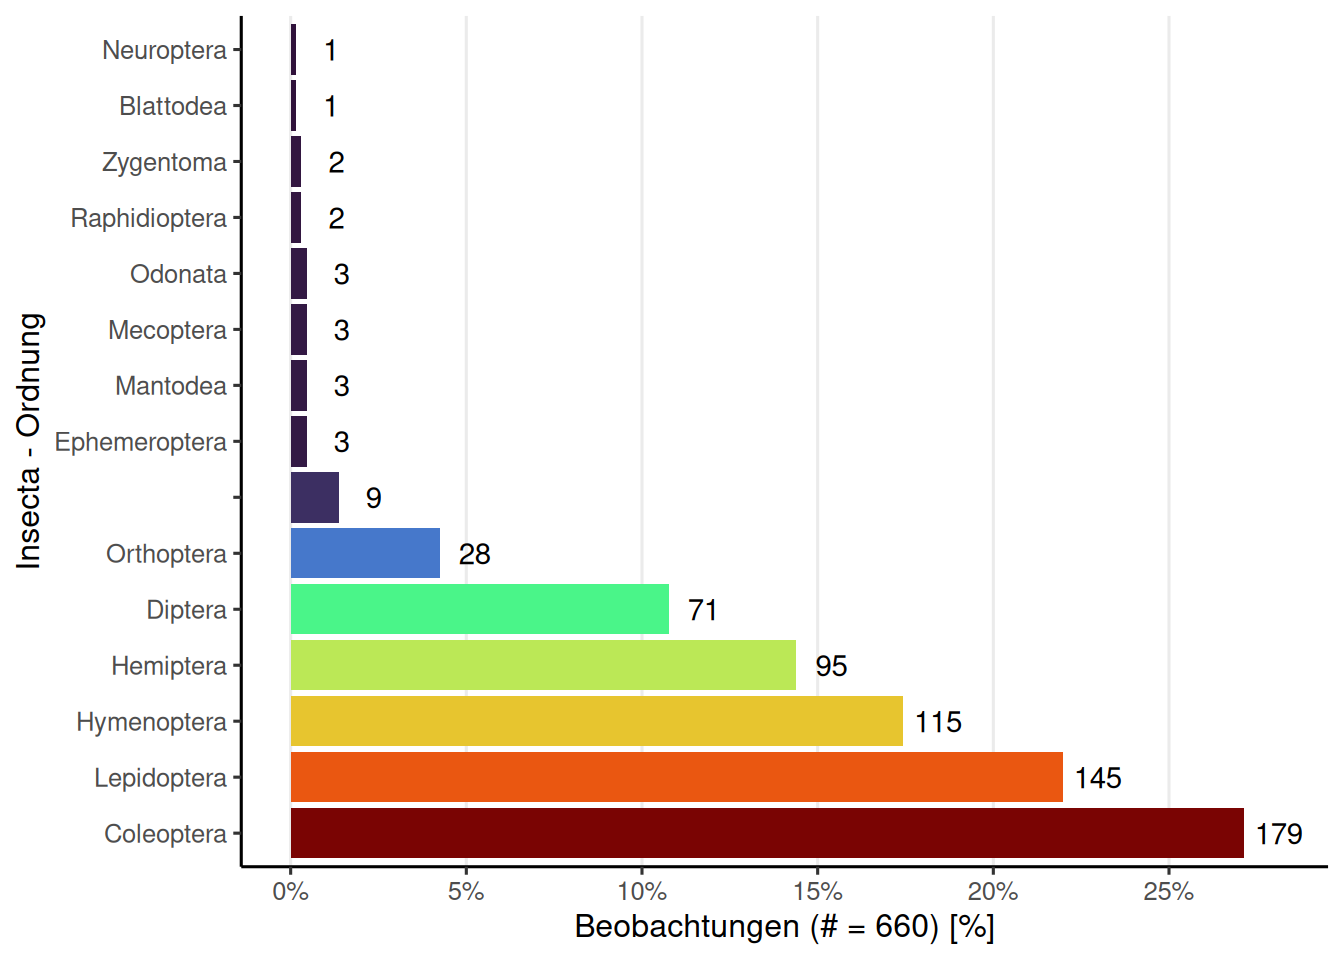 Neuroptera 1
Blattodea 1
Zygentoma 2
Raphidioptera 2
Odonata 3
Mecoptera 3
Mantodea 3
Ephemeroptera 3
9
Orthoptera 28
Diptera 71
Hemiptera 95
Hymenoptera 115
Lepidoptera 145
Coleoptera 179
0% 5% 10% 15% 20% 25%
Beobachtungen (# = 660) [%]
Insecta - Ordnung